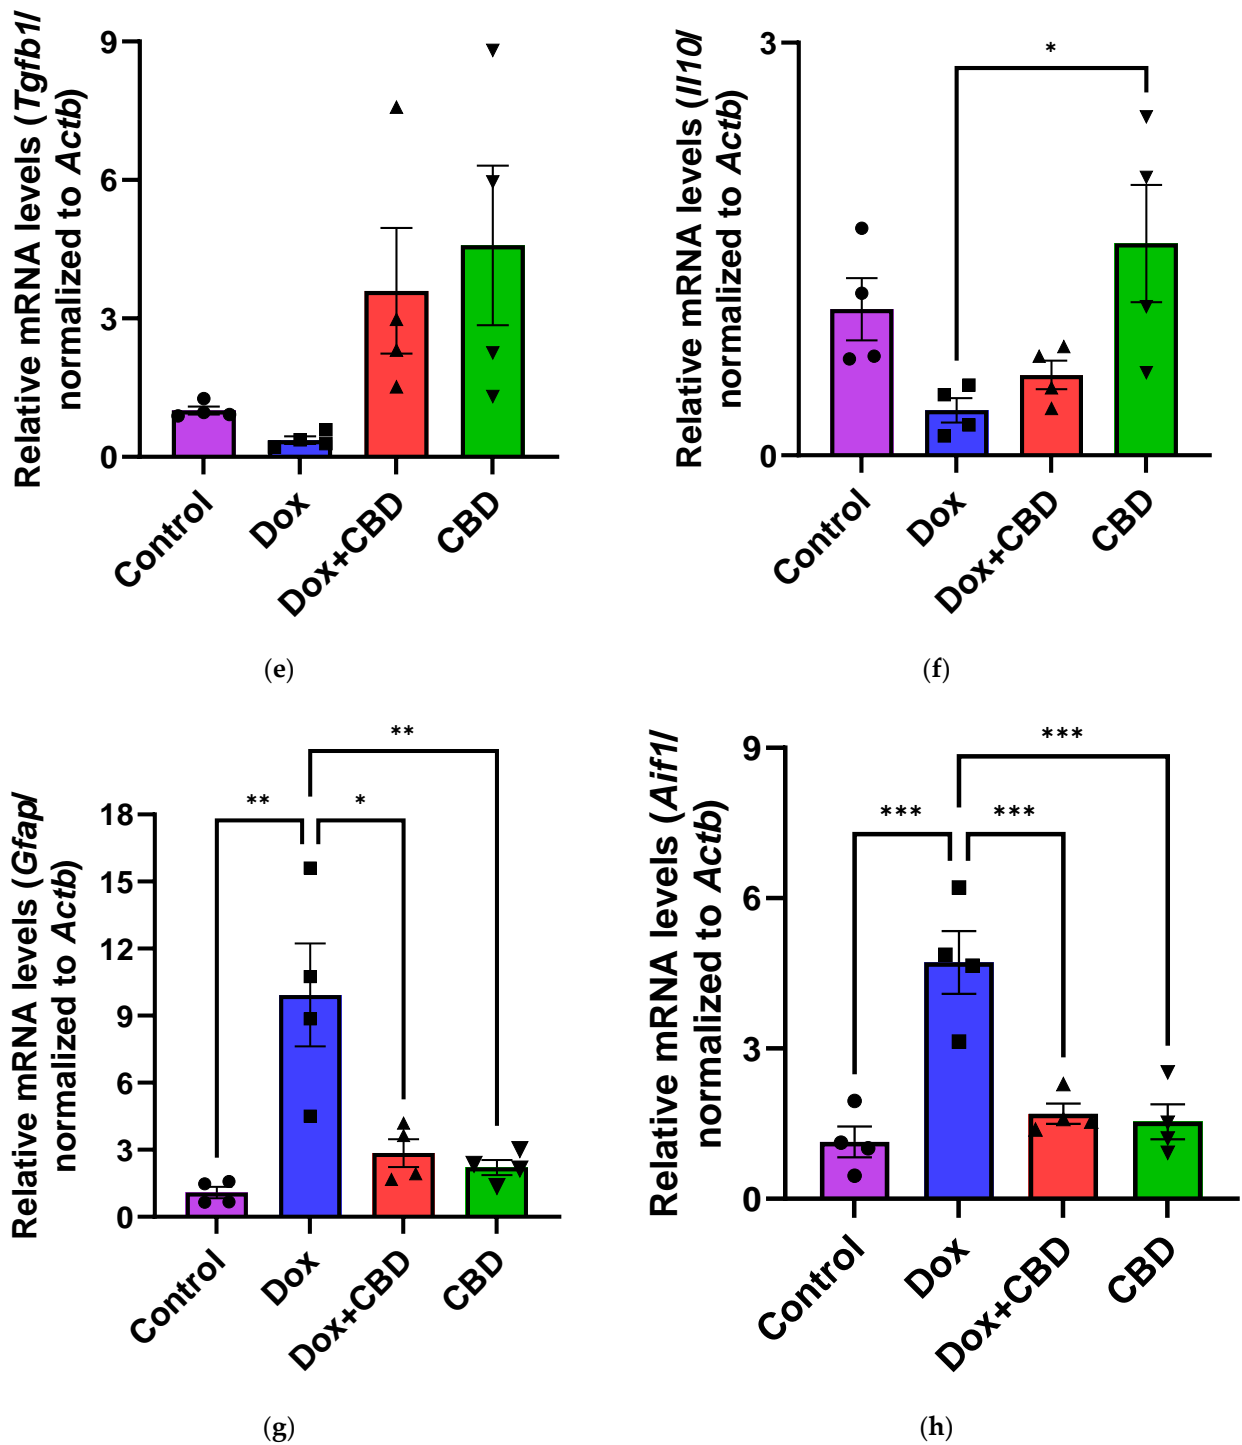 Relative mRNA levels (Tgfb1/
normalized to Actb)
9
6
3
0
Control
Dox
Dox+CBD
CBD
(e)
Relative mRNA levels (Il10/
normalized to Actb)
3
0
*
Control
Dox
Dox+CBD
CBD
(f)
Relative mRNA levels (Gfap/
normalized to Actb)
18
15
12
9
6
3
0
**
**
*
Control
Dox
Dox+CBD
CBD
(g)
Relative mRNA levels (Aif1/
normalized to Actb)
9
6
3
0
***
***
***
Control
Dox
Dox+CBD
CBD
(h)